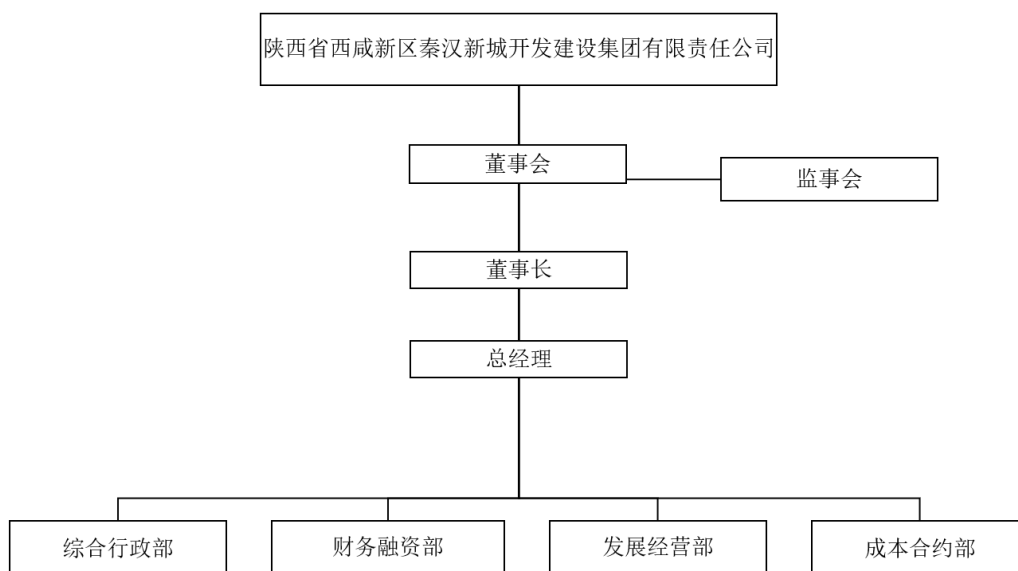 陕西省西咸新区秦汉新城开发建设集团有限责任公司
董事会
监事会
董事长
总经理
综合行政部
财务融资部
发展经营部
成本合约部